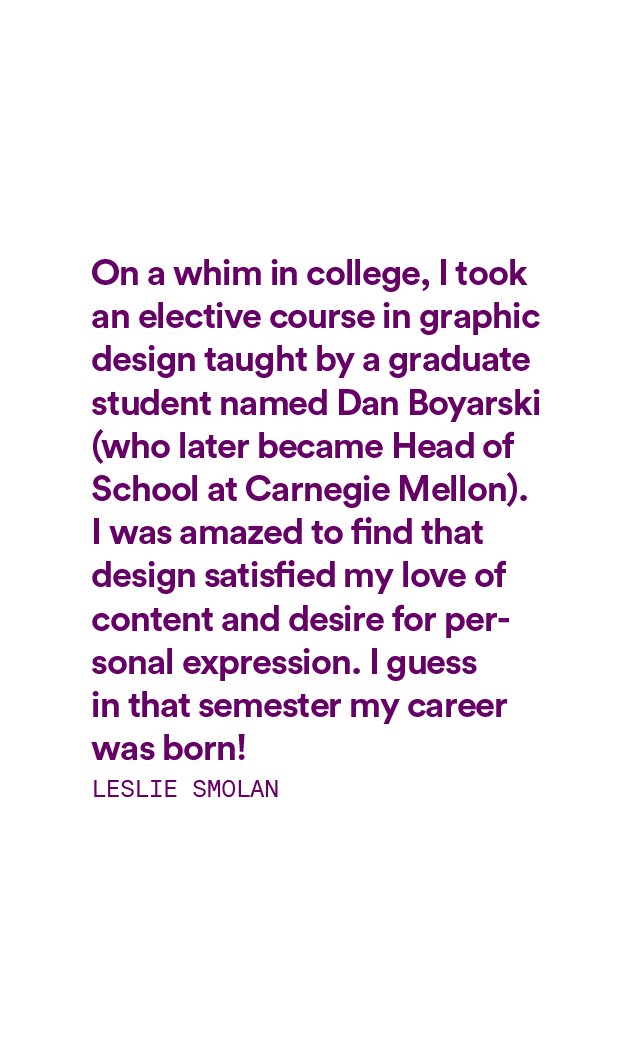 On a whim in college, I took
an elective course in graphic
design taught by a graduate
student named Dan Boyarski
(who later became Head of
School at Carnegie Mellon).
I was amazed to find that
design satisfied my love of
content and desire for per-
sonal expression. I guess
in that semester my career
was born!
LESLIE SMOLAN